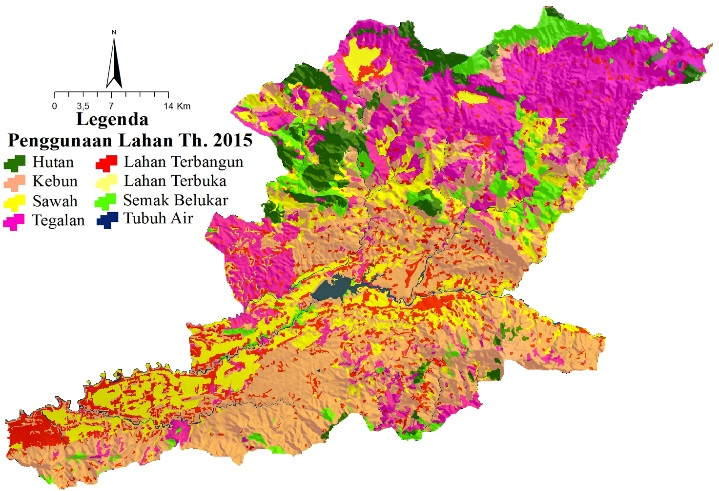 N
0 3,5 7 14 Km
Legenda
Penggunaan Lahan Th. 2015
Hutan Lahan Terbangun
Kebun Lahan Terbuka
Sawah Semak Belukar
Tegalan Tubuh Air